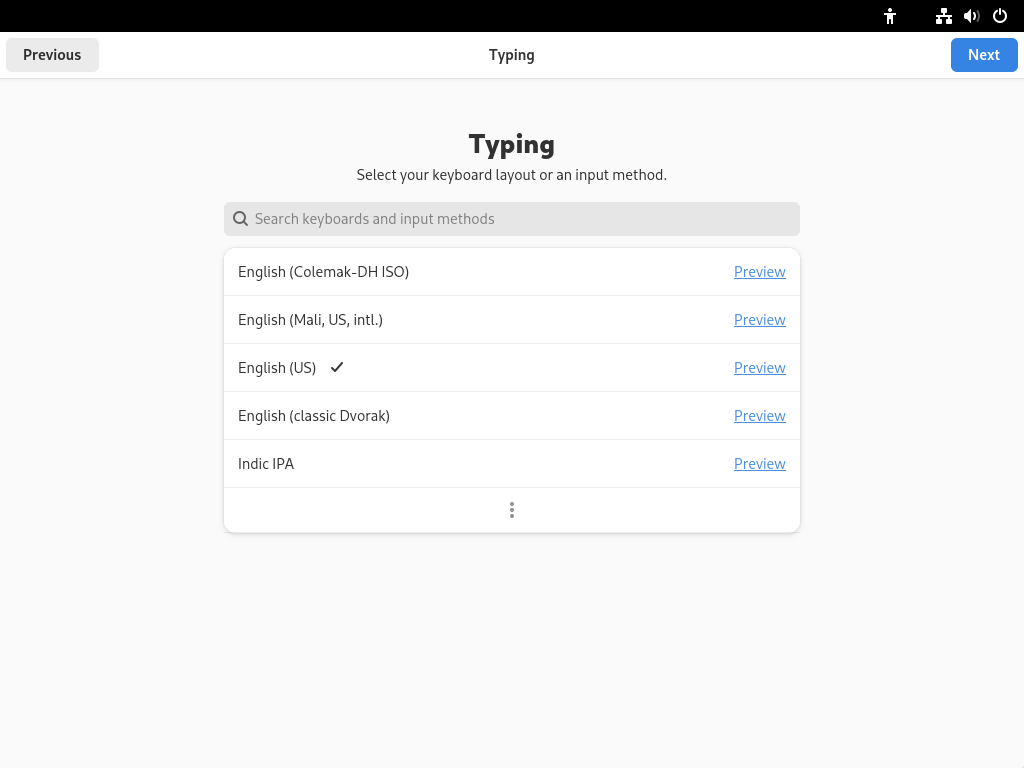 Previous
Typing
Next
Typing
Select your keyboard layout or an input method.
Search keyboards and input methods
English (Colemak-DH ISO) Preview
English (Mali, US, intl.) Preview
English (US) Preview
English (classic Dvorak) Preview
Indic IPA Preview